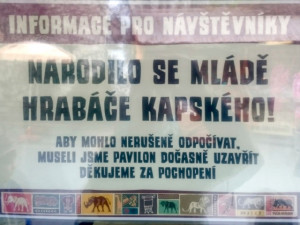 INFORMACE PRO NÁVŠTĚVNÍKY
NARODILO SE MLÁDĚ
HRABÁČE KAPSKÉHO!
ABY MOHLO NERUŠENĚ ODPOČÍVAT,
MUSELI JSME PAVILON DOČASNĚ UZAVŘÍT
DĚKUJEME ZA POCHOPENÍ